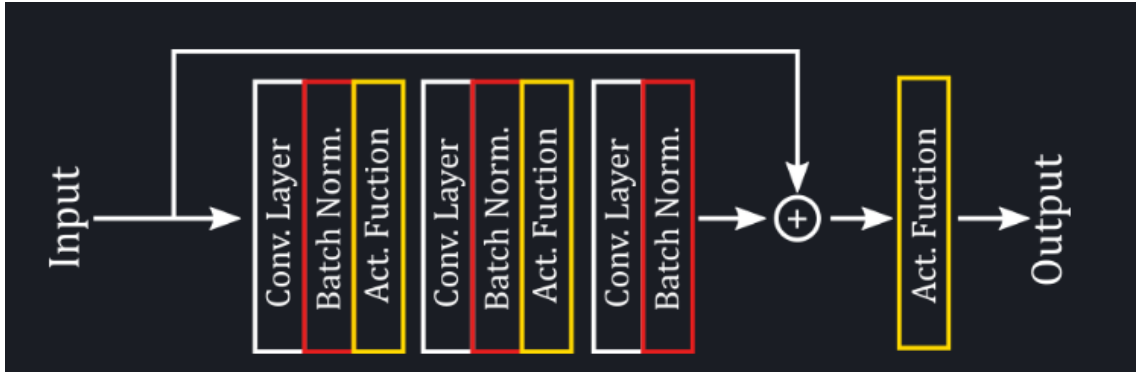 Input
Conv. Layer
Batch Norm.
Act. Fuction
Conv. Layer
Batch Norm.
Act. Fuction
Conv. Layer
Batch Norm.
+
Act. Fuction
Output